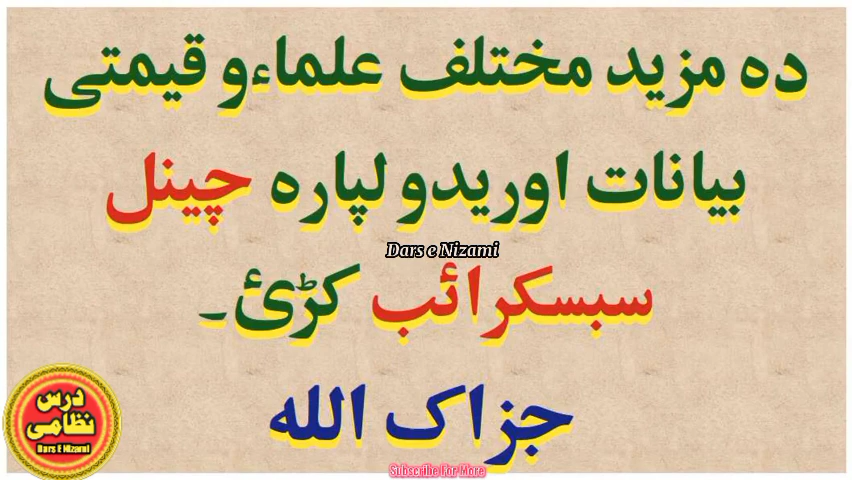 ده مزید مختلف علماءو قیمتی
بیانات اوریدو لپاره چینل
Dars e Nizami
سبسکرائب کړئ۔
جزاک الله
درس
نظامی
Dars E Nizami
Subscribe For More